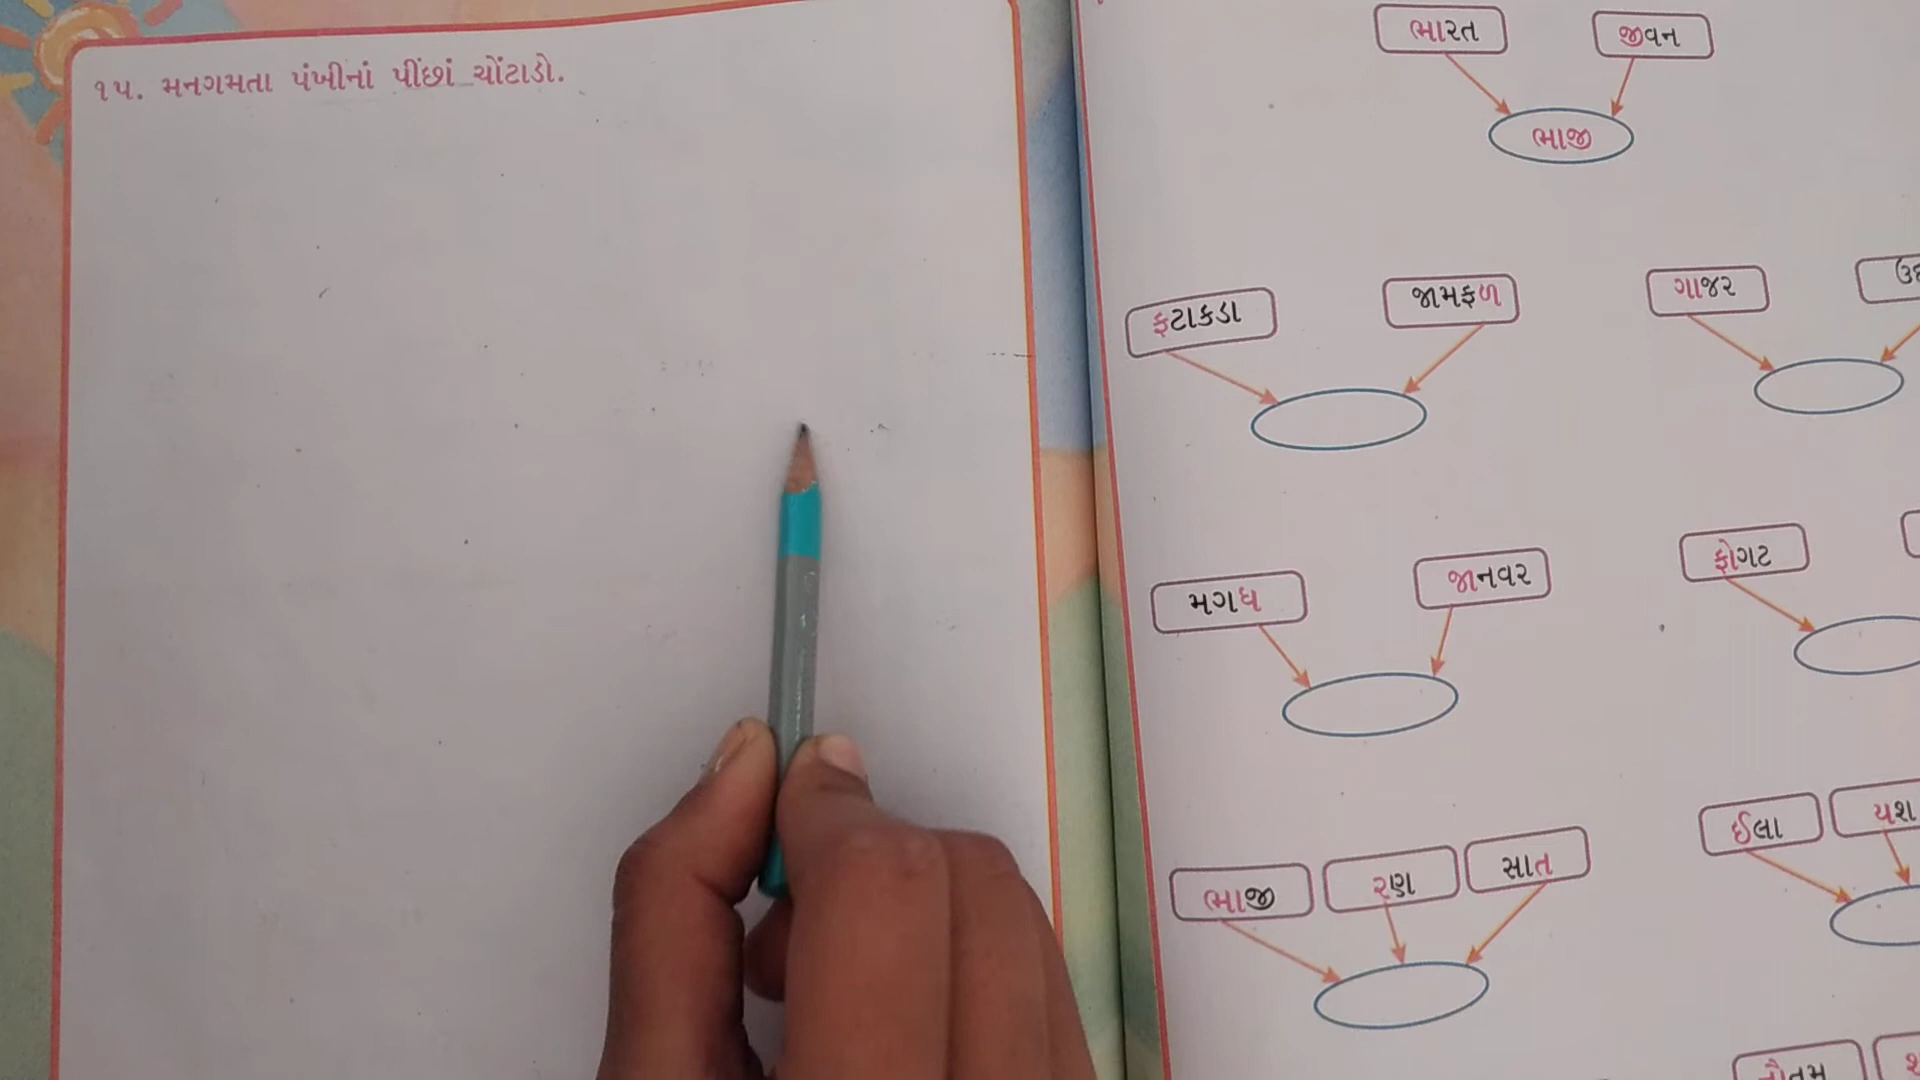 ૧૫. મનગમતા પંખીનાં પીંછાં ચોંટાડો.
ભારત જીવન
ભાજી
ફટાકડા જામફળ ગાજર
મગધ જાનવર ફોગટ
ભાજી રણ સાત ઈલા યશ